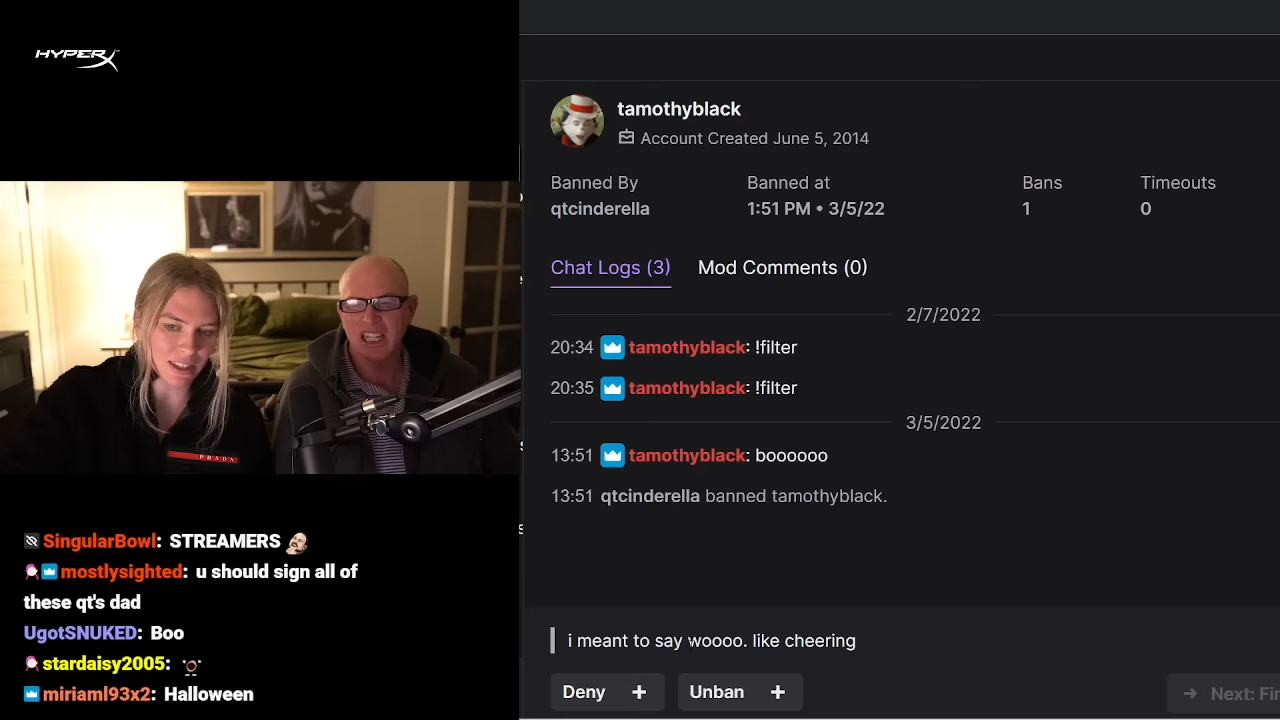 HYPERX
tamothyblack
Account Created June 5, 2014
Banned By
Banned at
Bans
Timeouts
qtcinderella
1:51 PM • 3/5/22
1
0
Chat Logs (3)
Mod Comments (0)
2/7/2022
20:34 tamothyblack: !filter
20:35 tamothyblack: !filter
3/5/2022
13:51 tamothyblack: boooooo
13:51 qtcinderella banned tamothyblack.
i meant to say woooo. like cheering
Deny +
Unban +
→ Next:
PRADA
SingularBowl: STREAMERS
mostlysighted: u should sign all of
these qt's dad
UgotSNUKED: Boo
stardaisy2005:
miriaml93x2: Halloween